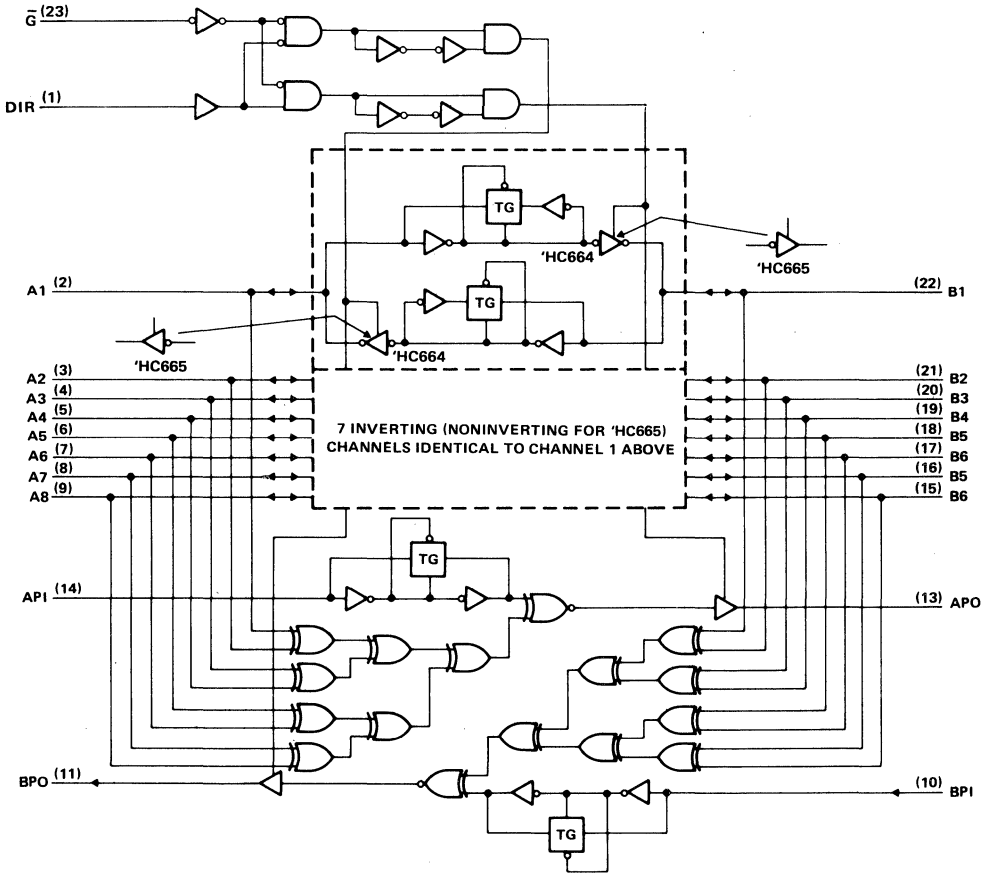 G̅ (23)
DIR (1)
TG
'HC664
'HC665
A1 (2)
(22) B1
TG
'HC664
'HC665
A2 (3)
A3 (4)
A4 (5)
A5 (6)
A6 (7)
A7 (8)
A8 (9)
7 INVERTING (NONINVERTING FOR 'HC665)
CHANNELS IDENTICAL TO CHANNEL 1 ABOVE
(21) B2
(20) B3
(19) B4
(18) B5
(17) B6
(16) B5
(15) B6
TG
API (14)
(13) APO
BPO (11)
(10) BPI
TG